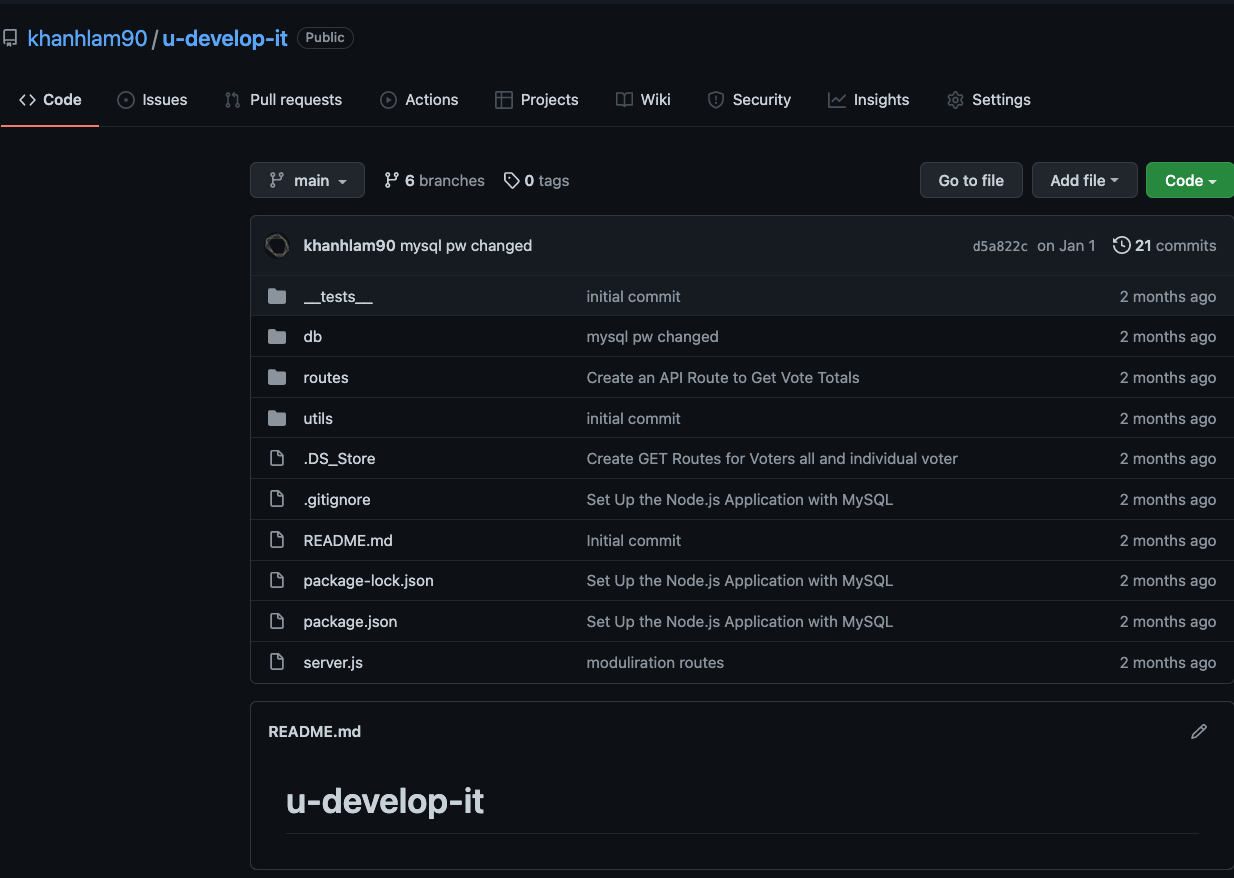 khanhlam90 / u-develop-it Public
Code Issues Pull requests Actions Projects Wiki Security Insights Settings
main 6 branches 0 tags Go to file Add file Code
khanhlam90 mysql pw changed d5a822c on Jan 1 21 commits
__tests__ initial commit 2 months ago
db mysql pw changed 2 months ago
routes Create an API Route to Get Vote Totals 2 months ago
utils initial commit 2 months ago
.DS_Store Create GET Routes for Voters all and individual voter 2 months ago
.gitignore Set Up the Node.js Application with MySQL 2 months ago
README.md Initial commit 2 months ago
package-lock.json Set Up the Node.js Application with MySQL 2 months ago
package.json Set Up the Node.js Application with MySQL 2 months ago
server.js moduliration routes 2 months ago
README.md
u-develop-it